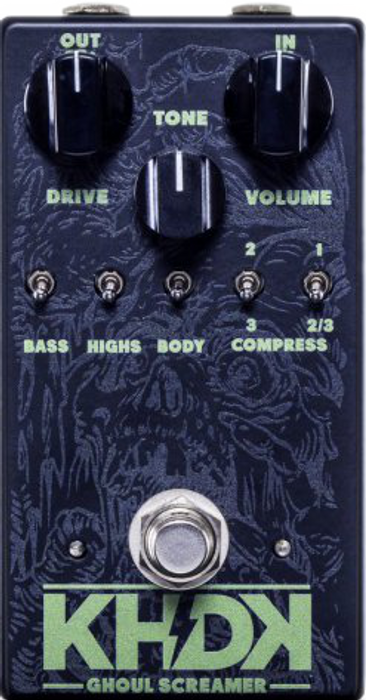 OUT IN
TONE
DRIVE VOLUME
2 1
3 2/3
BASS HIGHS BODY COMPRESS
KHDK
GHOUL SCREAMER